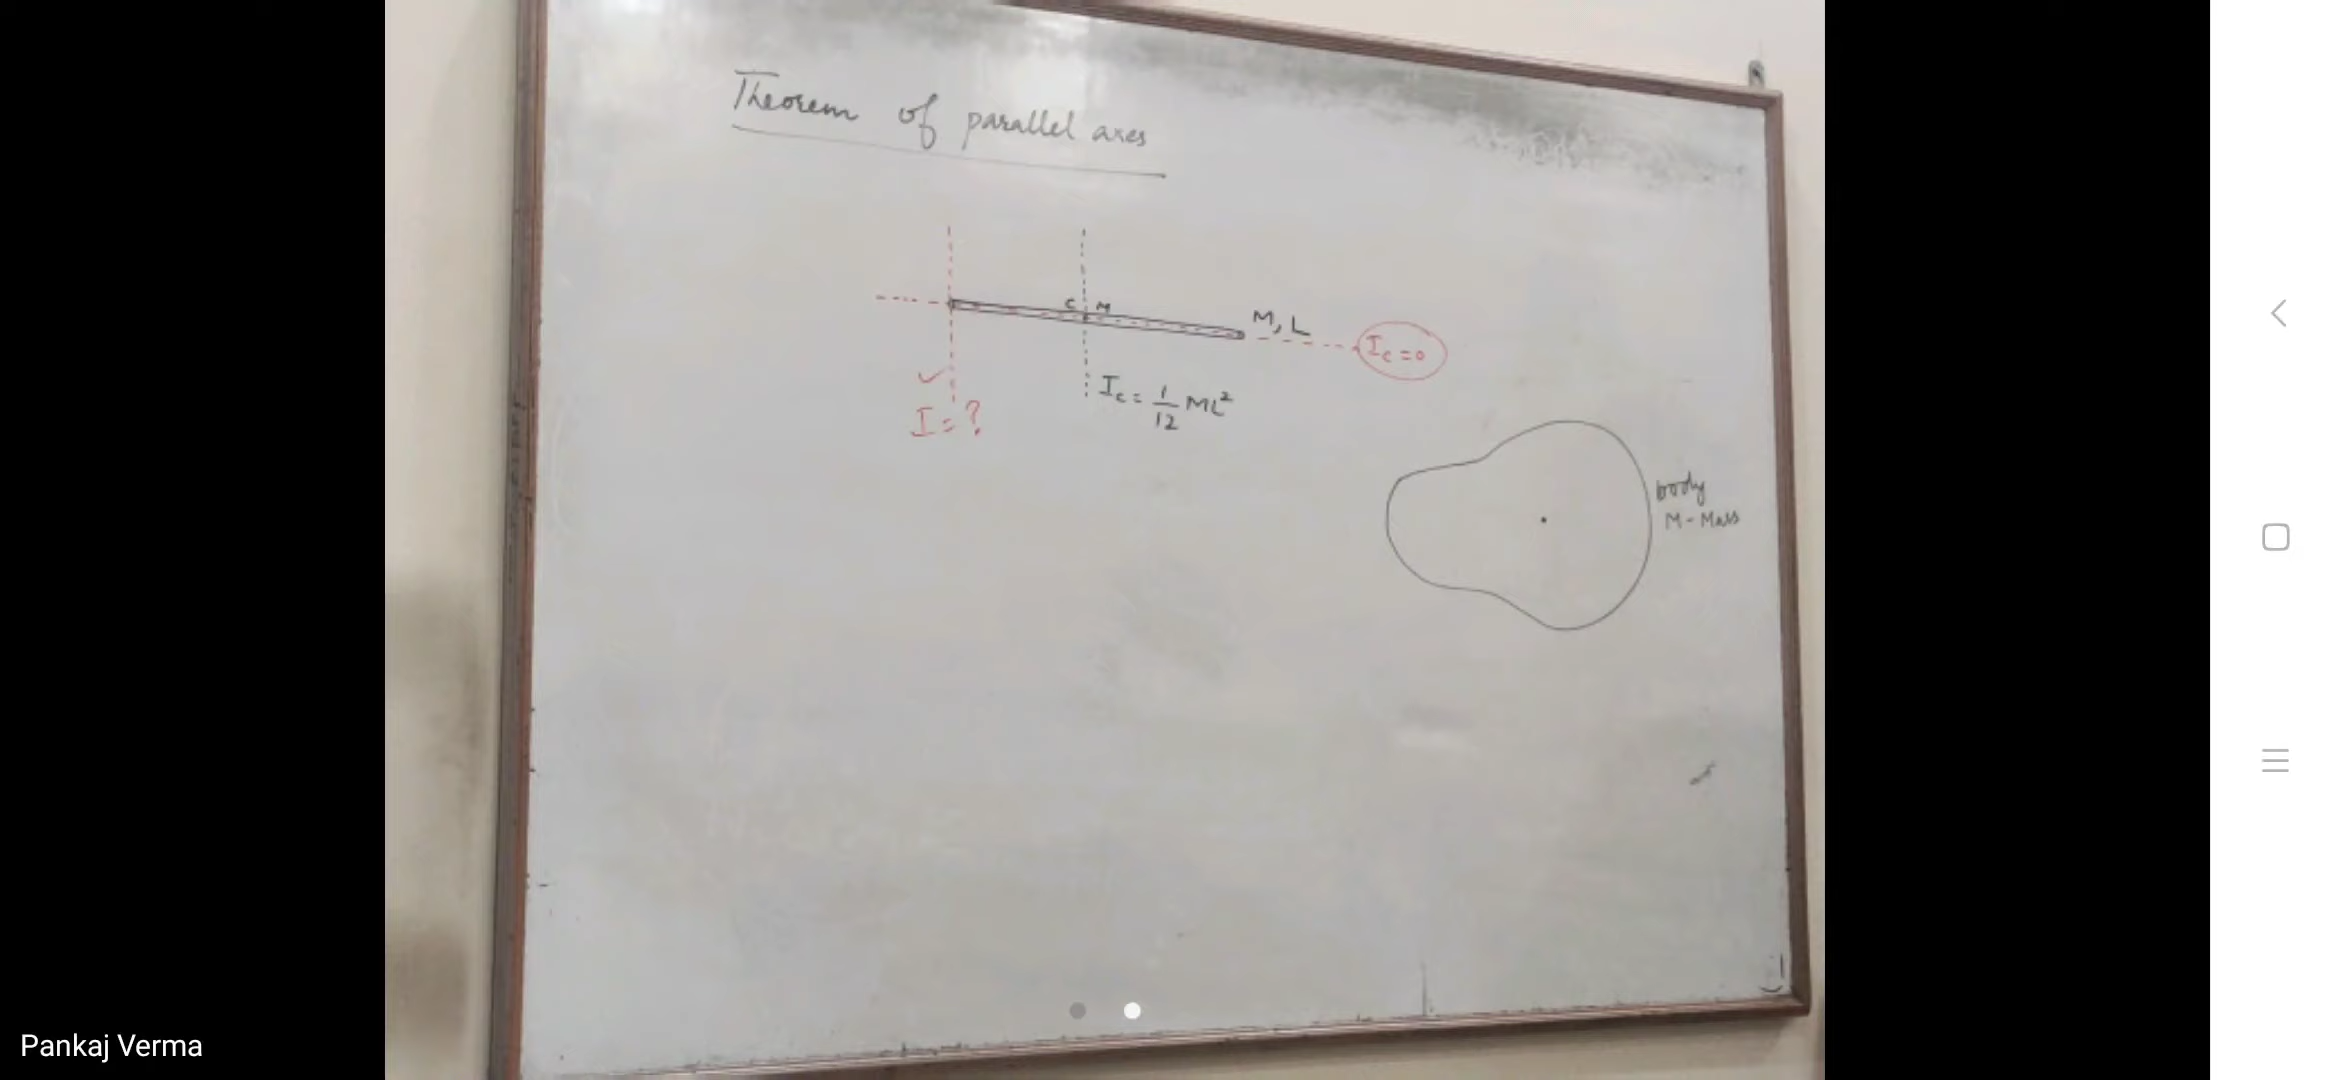 Theorem of parallel axes
C M
M, L
I_c = 0
I_c = 1/12 ML²
I = ?
body
M - Mass
Pankaj Verma